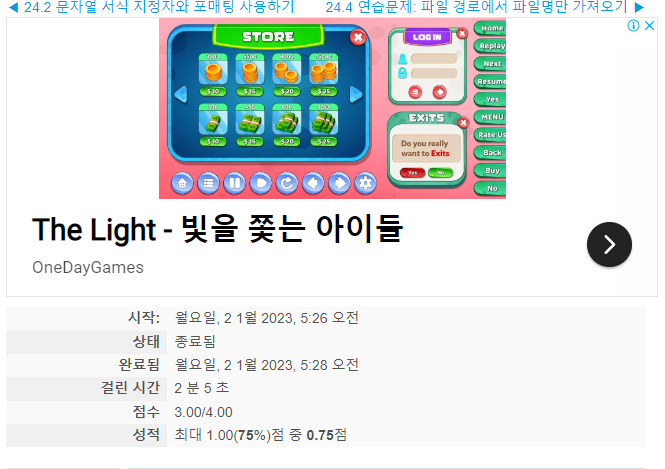 ◀ 24.2 문자열 서식 지정자와 포매팅 사용하기 24.4 연습문제: 파일 경로에서 파일명만 가져오기 ▶
STORE
LOG IN
Home
Replay
Next
Resume
Yes
MENU
Rate Us
Back
Buy
No
$10 $15 $20 $25
$10 $15 $20 $25
EXiTS
Do you really
want to Exits
Yes No
The Light - 빛을 쫓는 아이들
OneDayGames
시작: 월요일, 2 1월 2023, 5:26 오전
상태 종료됨
완료됨 월요일, 2 1월 2023, 5:28 오전
걸린 시간 2 분 5 초
점수 3.00/4.00
성적 최대 1.00(75%)점 중 0.75점